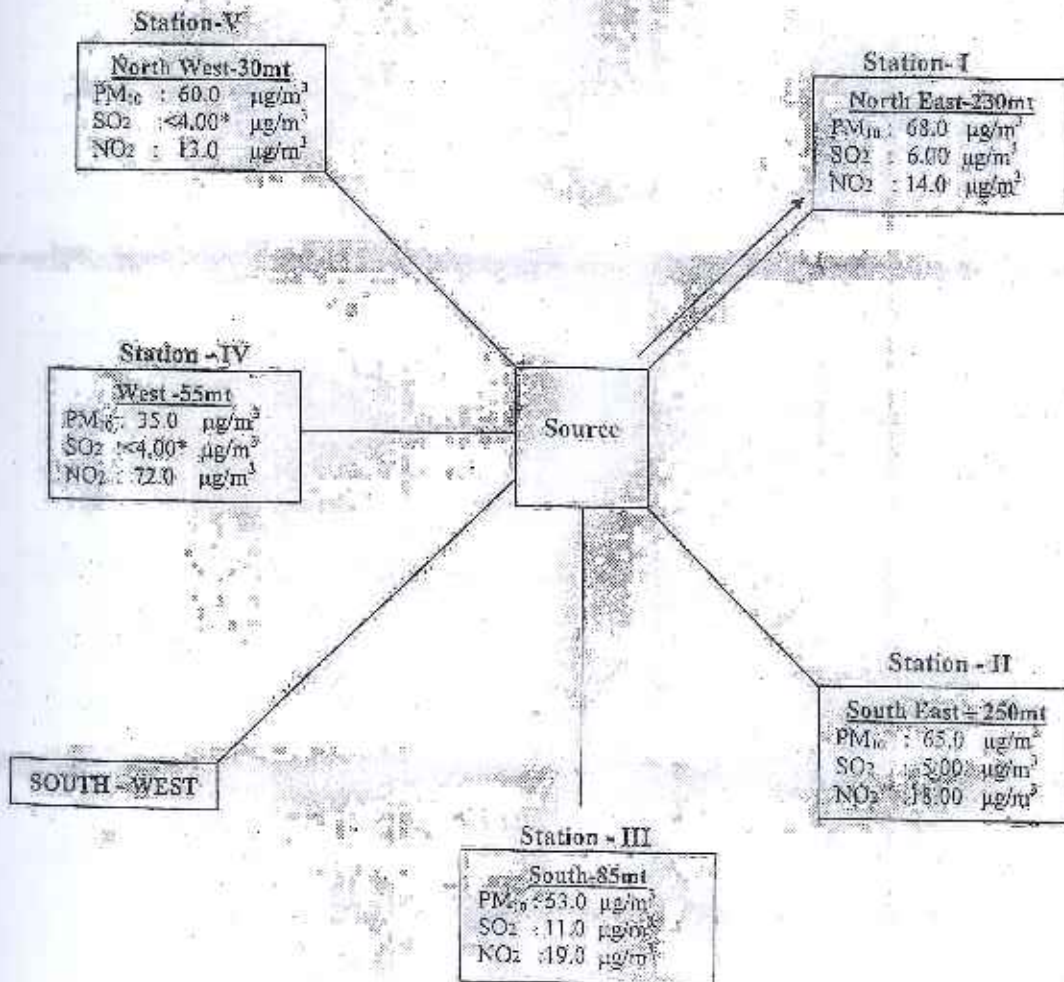 Station-V
North West-30mt
PM10 : 60.0 µg/m³
SO2 :<4.00* µg/m³
NO2 : 13.0 µg/m³
Station- I
North East-230mt
PM10 : 68.0 µg/m³
SO2 : 6.00 µg/m³
NO2 : 14.0 µg/m³
Station - IV
West -55mt
PM10 : 35.0 µg/m³
SO2 :<4.00* µg/m³
NO2 : 72.0 µg/m³
Source
Station - II
South East - 250mt
PM10 : 65.0 µg/m³
SO2 : 5.00 µg/m³
NO2 : 18.00 µg/m³
SOUTH - WEST
Station - III
South-85mt
PM10 : 53.0 µg/m³
SO2 : 11.0 µg/m³
NO2 : 19.0 µg/m³